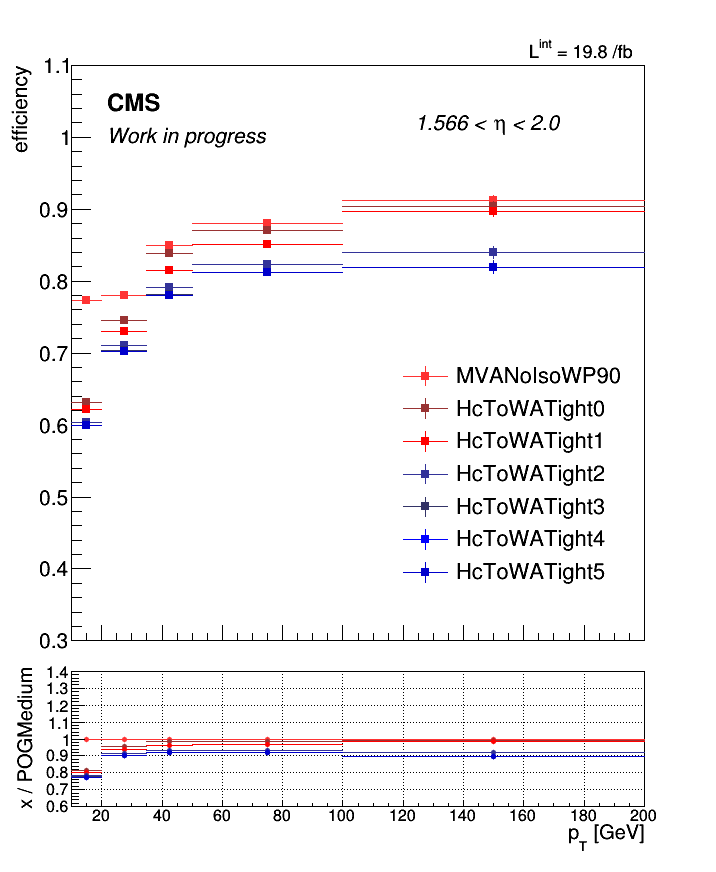 L^int = 19.8 /fb
efficiency
CMS
Work in progress
1.566 < η < 2.0
1.1
1
0.9
0.8
0.7
0.6
0.5
0.4
0.3
MVANoIsoWP90
HcToWATight0
HcToWATight1
HcToWATight2
HcToWATight3
HcToWATight4
HcToWATight5
x / POGMedium
1.4
1.3
1.2
1.1
1
0.9
0.8
0.7
0.6
20 40 60 80 100 120 140 160 180 200
p_T [GeV]